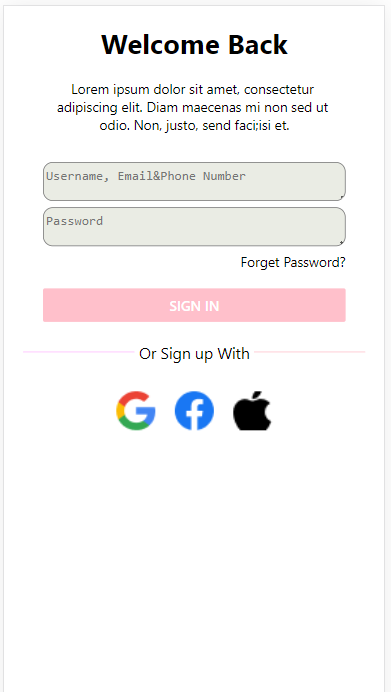 Welcome Back
Lorem ipsum dolor sit amet, consectetur
adipiscing elit. Diam maecenas mi non sed ut
odio. Non, justo, send faci;isi et.
Username, Email&Phone Number
Password
Forget Password?
SIGN IN
Or Sign up With